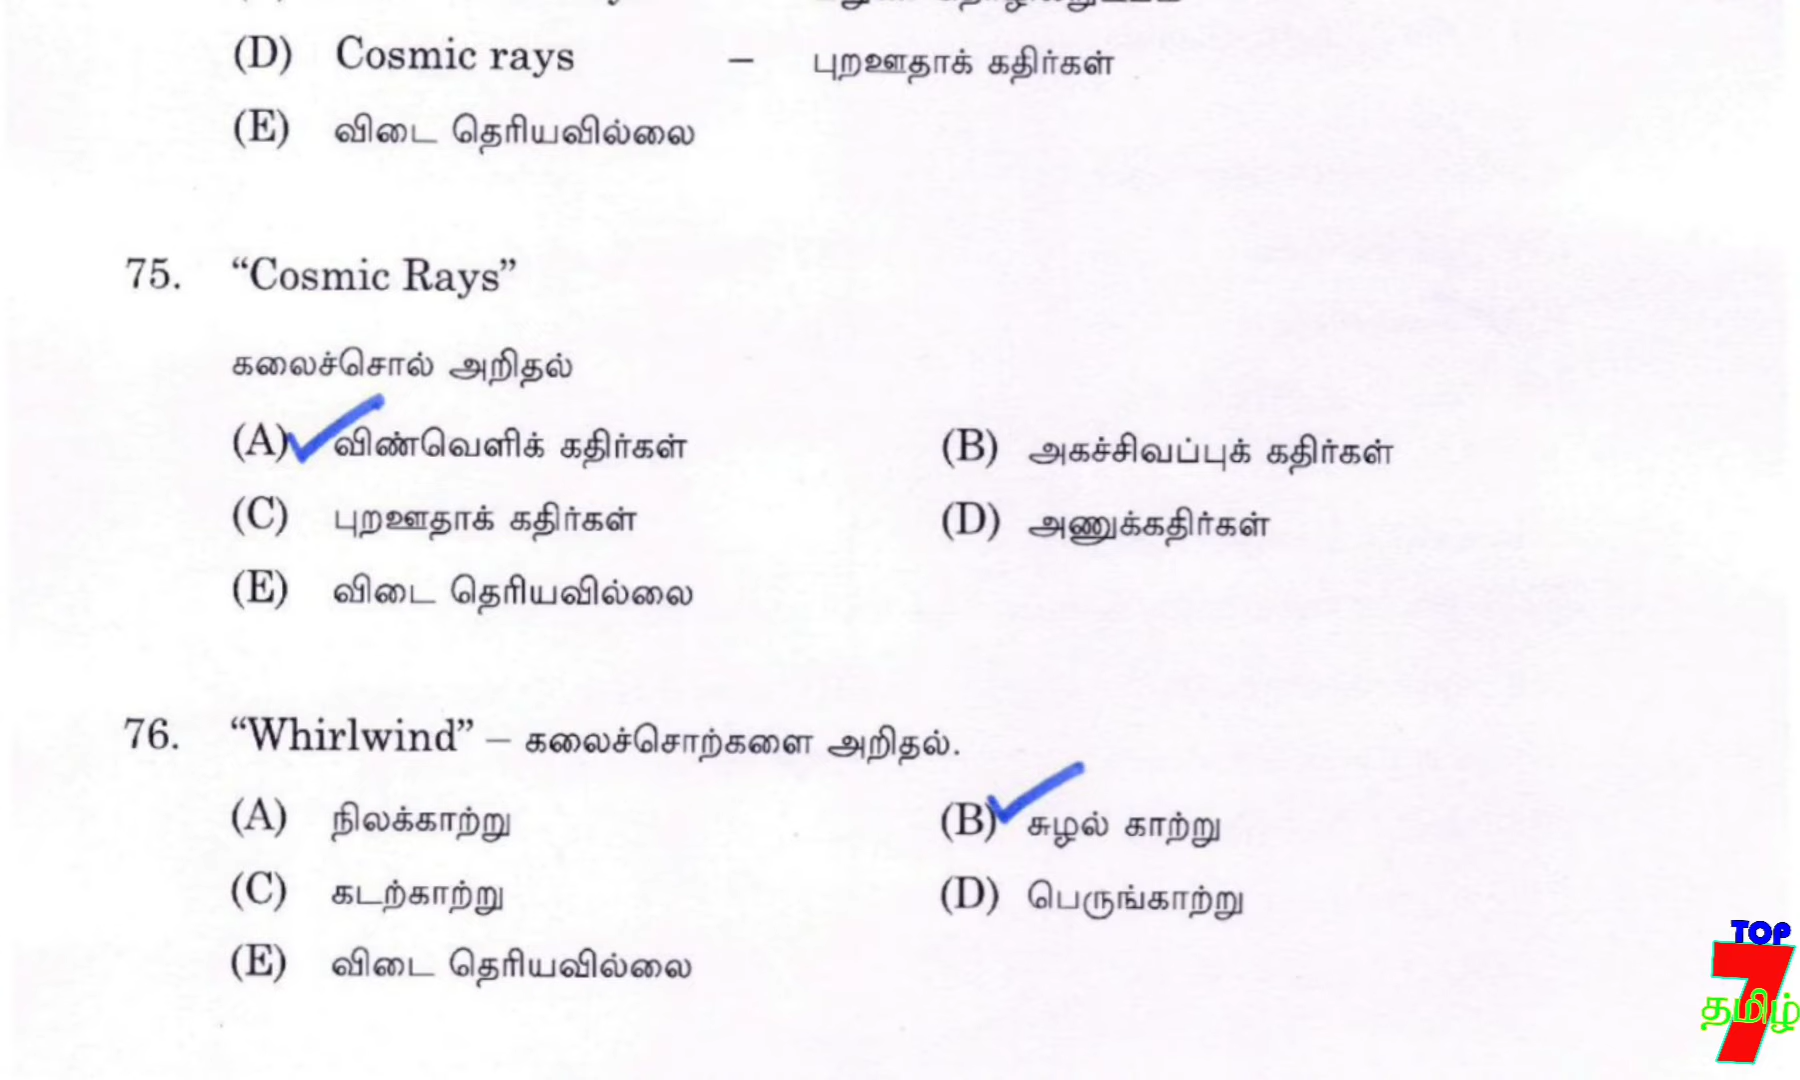 (D) Cosmic rays – புறஊதாக் கதிர்கள்
(E) விடை தெரியவில்லை
75. “Cosmic Rays”
கலைச்சொல் அறிதல்
(A) விண்வெளிக் கதிர்கள் (B) அகச்சிவப்புக் கதிர்கள்
(C) புறஊதாக் கதிர்கள் (D) அணுக்கதிர்கள்
(E) விடை தெரியவில்லை
76. “Whirlwind” – கலைச்சொற்களை அறிதல்.
(A) நிலக்காற்று (B) சுழல் காற்று
(C) கடற்காற்று (D) பெருங்காற்று
(E) விடை தெரியவில்லை
TOP
7
தமிழ்